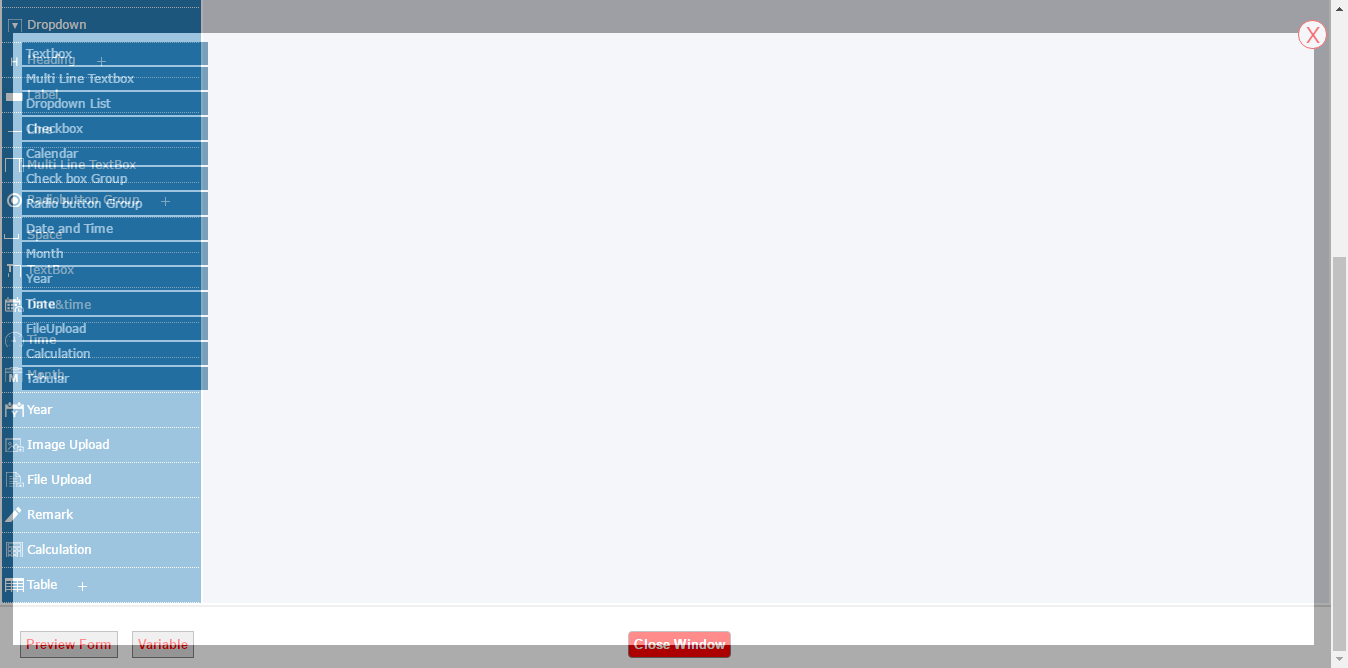 Dropdown
X
Textbox
Heading +
Multi Line Textbox
Label
Dropdown List
Line
Checkbox
Calendar
Multi Line TextBox
Check box Group
Radiobutton Group +
Radio button Group
Date and Time
Space
Month
TextBox
Year
Time
Date&time
FileUpload
Time
Calculation
Month
Tabular
Year
Image Upload
File Upload
Remark
Calculation
Table +
Preview Form
Variable
Close Window